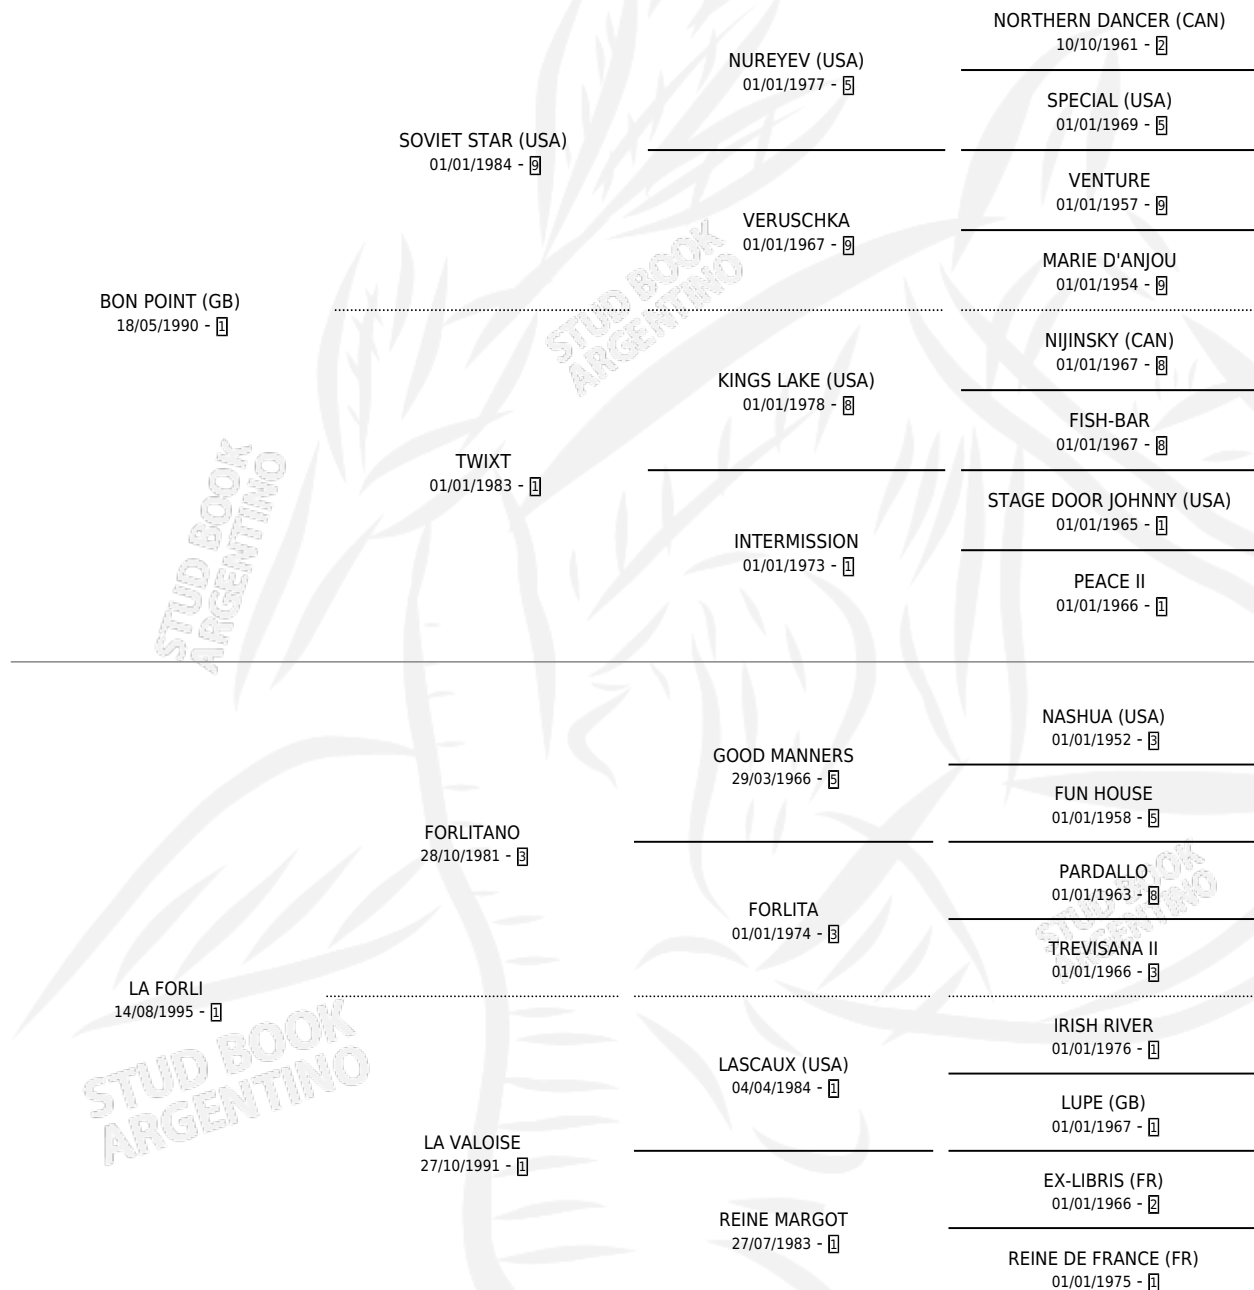 NORTHERN DANCER (CAN)
10/10/1961 - 2
NUREYEV (USA)
01/01/1977 - 5
SPECIAL (USA)
01/01/1969 - 5
SOVIET STAR (USA)
01/01/1984 - 9
VENTURE
01/01/1957 - 9
VERUSCHKA
01/01/1967 - 9
MARIE D'ANJOU
01/01/1954 - 9
BON POINT (GB)
18/05/1990 - 1
NIJINSKY (CAN)
01/01/1967 - 8
KINGS LAKE (USA)
01/01/1978 - 8
FISH-BAR
01/01/1967 - 8
TWIXT
01/01/1983 - 1
STAGE DOOR JOHNNY (USA)
01/01/1965 - 1
INTERMISSION
01/01/1973 - 1
PEACE II
01/01/1966 - 1
NASHUA (USA)
01/01/1952 - 3
GOOD MANNERS
29/03/1966 - 5
FUN HOUSE
01/01/1958 - 5
FORLITANO
28/10/1981 - 3
PARDALLO
01/01/1963 - 8
FORLITA
01/01/1974 - 3
TREVISANA II
01/01/1966 - 3
LA FORLI
14/08/1995 - 1
IRISH RIVER
01/01/1976 - 1
LASCAUX (USA)
04/04/1984 - 1
LUPE (GB)
01/01/1967 - 1
LA VALOISE
27/10/1991 - 1
EX-LIBRIS (FR)
01/01/1966 - 2
REINE MARGOT
27/07/1983 - 1
REINE DE FRANCE (FR)
01/01/1975 - 1
STUD BOOK
ARGENTINO
STUD BOOK
ARGENTINO
STUD BOOK
ARGENTINO
STUD BOOK
ARGENTINO